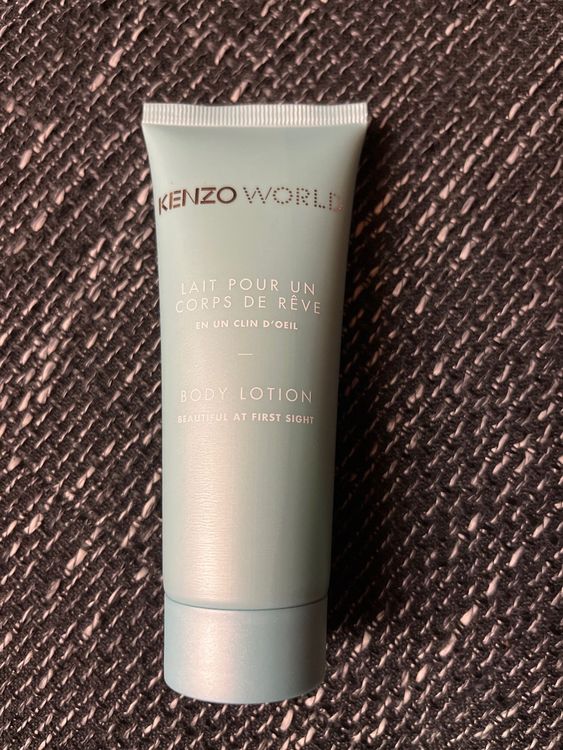 KENZO WORLD
LAIT POUR UN
CORPS DE RÊVE
EN UN CLIN D'OEIL
BODY LOTION
BEAUTIFUL AT FIRST SIGHT